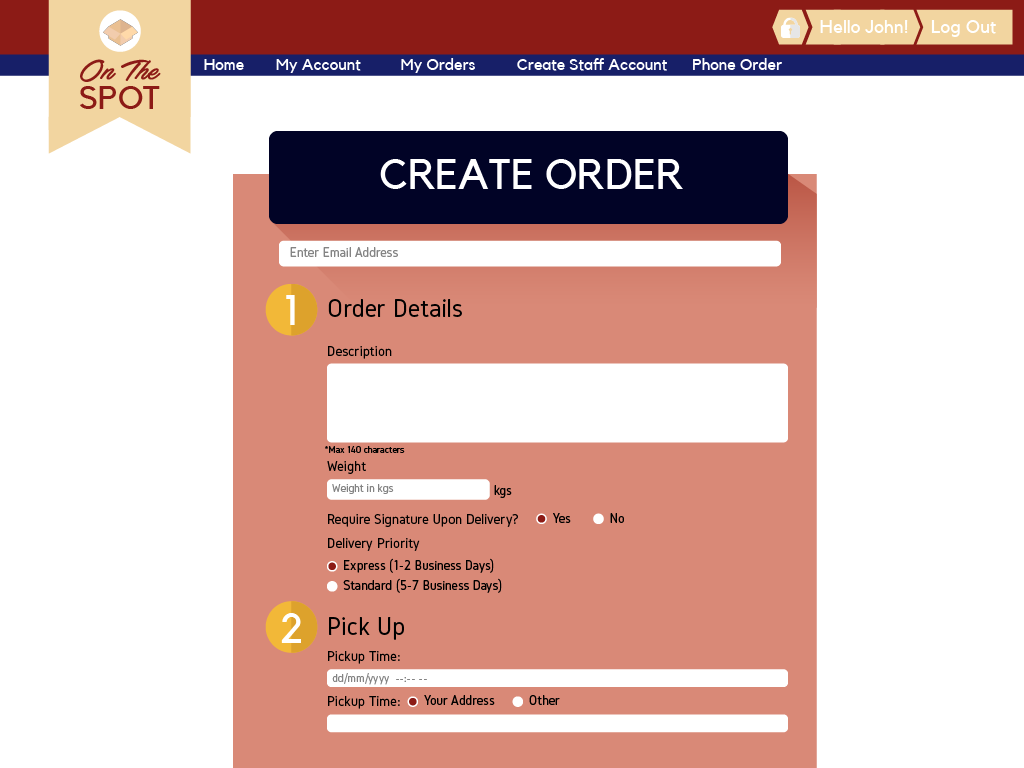 Hello John!
Log Out
On The
SPOT
Home
My Account
My Orders
Create Staff Account
Phone Order
CREATE ORDER
Enter Email Address
1
Order Details
Description
*Max 140 characters
Weight
Weight in kgs
kgs
Require Signature Upon Delivery?
Yes
No
Delivery Priority
Express (1-2 Business Days)
Standard (5-7 Business Days)
2
Pick Up
Pickup Time:
dd/mm/yyyy --:-- --
Pickup Time:
Your Address
Other